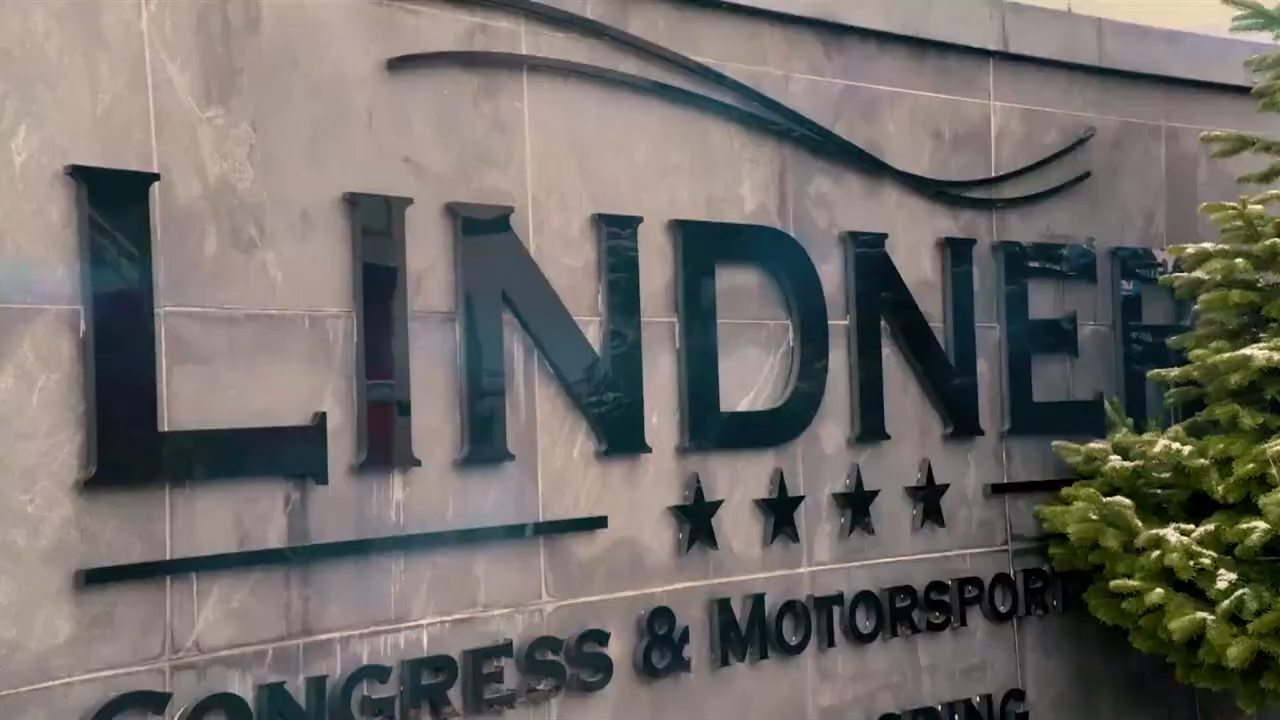 LINDNER
★ ★ ★ ★
CONGRESS & MOTORSPORT